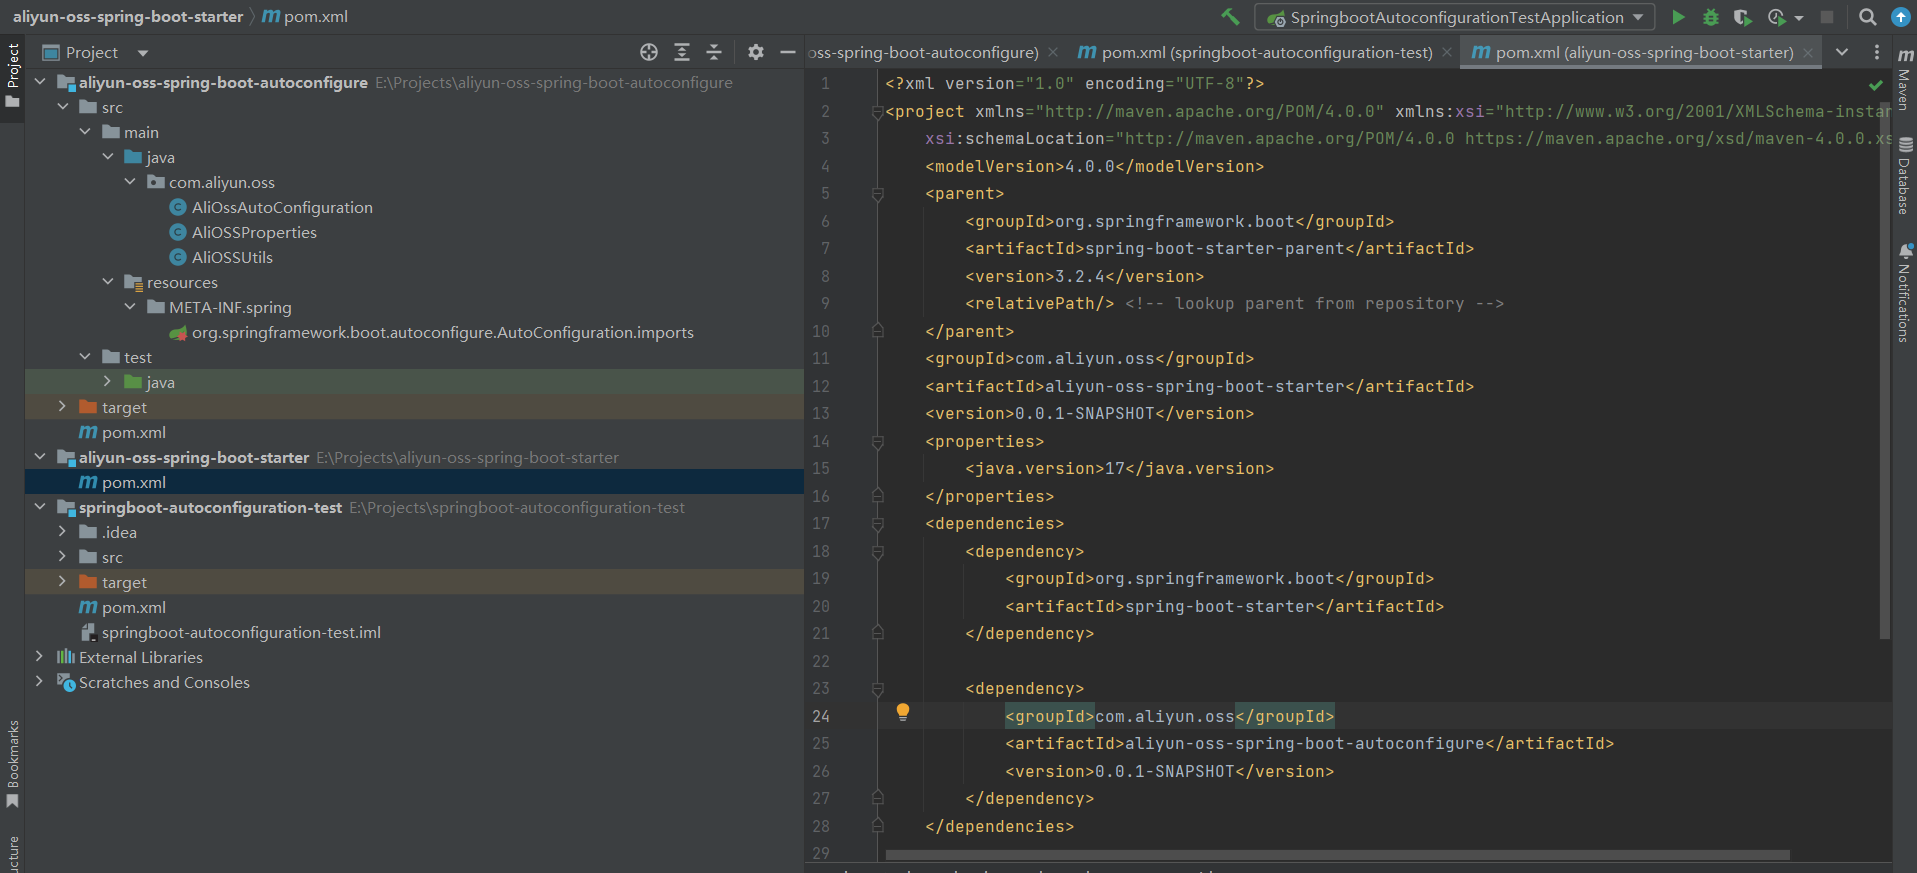 aliyun-oss-spring-boot-starter
pom.xml
SpringbootAutoconfigurationTestApplication
Project
Project
aliyun-oss-spring-boot-autoconfigure E:\Projects\aliyun-oss-spring-boot-autoconfigure
src
main
java
com.aliyun.oss
AliOssAutoConfiguration
AliOSSProperties
AliOSSUtils
resources
META-INF.spring
org.springframework.boot.autoconfigure.AutoConfiguration.imports
test
java
target
pom.xml
aliyun-oss-spring-boot-starter E:\Projects\aliyun-oss-spring-boot-starter
pom.xml
springboot-autoconfiguration-test E:\Projects\springboot-autoconfiguration-test
.idea
src
target
pom.xml
springboot-autoconfiguration-test.iml
External Libraries
Scratches and Consoles
Bookmarks
oss-spring-boot-autoconfigure)
pom.xml (springboot-autoconfiguration-test)
pom.xml (aliyun-oss-spring-boot-starter)
1 <?xml version="1.0" encoding="UTF-8"?>
2 <project xmlns="http://maven.apache.org/POM/4.0.0" xmlns:xsi="http://www.w3.org/2001/XMLSchema-instan
3 xsi:schemaLocation="http://maven.apache.org/POM/4.0.0 https://maven.apache.org/xsd/maven-4.0.0.xs
4 <modelVersion>4.0.0</modelVersion>
5 <parent>
6 <groupId>org.springframework.boot</groupId>
7 <artifactId>spring-boot-starter-parent</artifactId>
8 <version>3.2.4</version>
9 <relativePath/> <!-- lookup parent from repository -->
10 </parent>
11 <groupId>com.aliyun.oss</groupId>
12 <artifactId>aliyun-oss-spring-boot-starter</artifactId>
13 <version>0.0.1-SNAPSHOT</version>
14 <properties>
15 <java.version>17</java.version>
16 </properties>
17 <dependencies>
18 <dependency>
19 <groupId>org.springframework.boot</groupId>
20 <artifactId>spring-boot-starter</artifactId>
21 </dependency>
22
23 <dependency>
24 <groupId>com.aliyun.oss</groupId>
25 <artifactId>aliyun-oss-spring-boot-autoconfigure</artifactId>
26 <version>0.0.1-SNAPSHOT</version>
27 </dependency>
28 </dependencies>
29
Maven
Database
Notifications